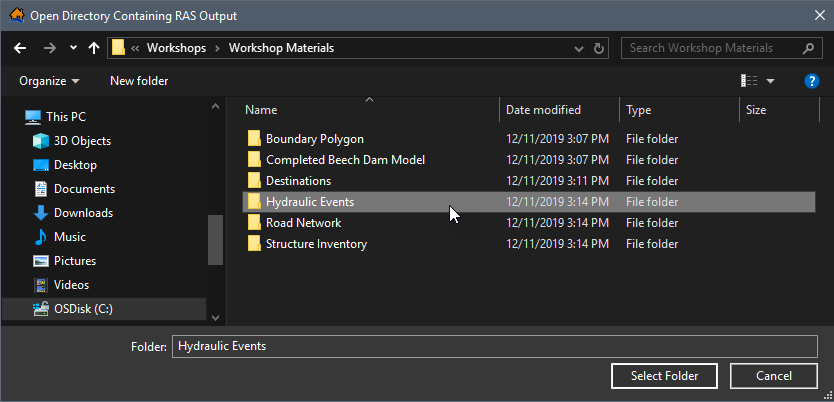 Open Directory Containing RAS Output
« Workshops > Workshop Materials
Search Workshop Materials
Organize
New folder
?
This PC
3D Objects
Desktop
Documents
Downloads
Music
Pictures
Videos
OSDisk (C:)
Name Date modified Type Size
Boundary Polygon 12/11/2019 3:07 PM File folder
Completed Beech Dam Model 12/11/2019 3:07 PM File folder
Destinations 12/11/2019 3:11 PM File folder
Hydraulic Events 12/11/2019 3:14 PM File folder
Road Network 12/11/2019 3:14 PM File folder
Structure Inventory 12/11/2019 3:14 PM File folder
Folder: Hydraulic Events
Select Folder
Cancel